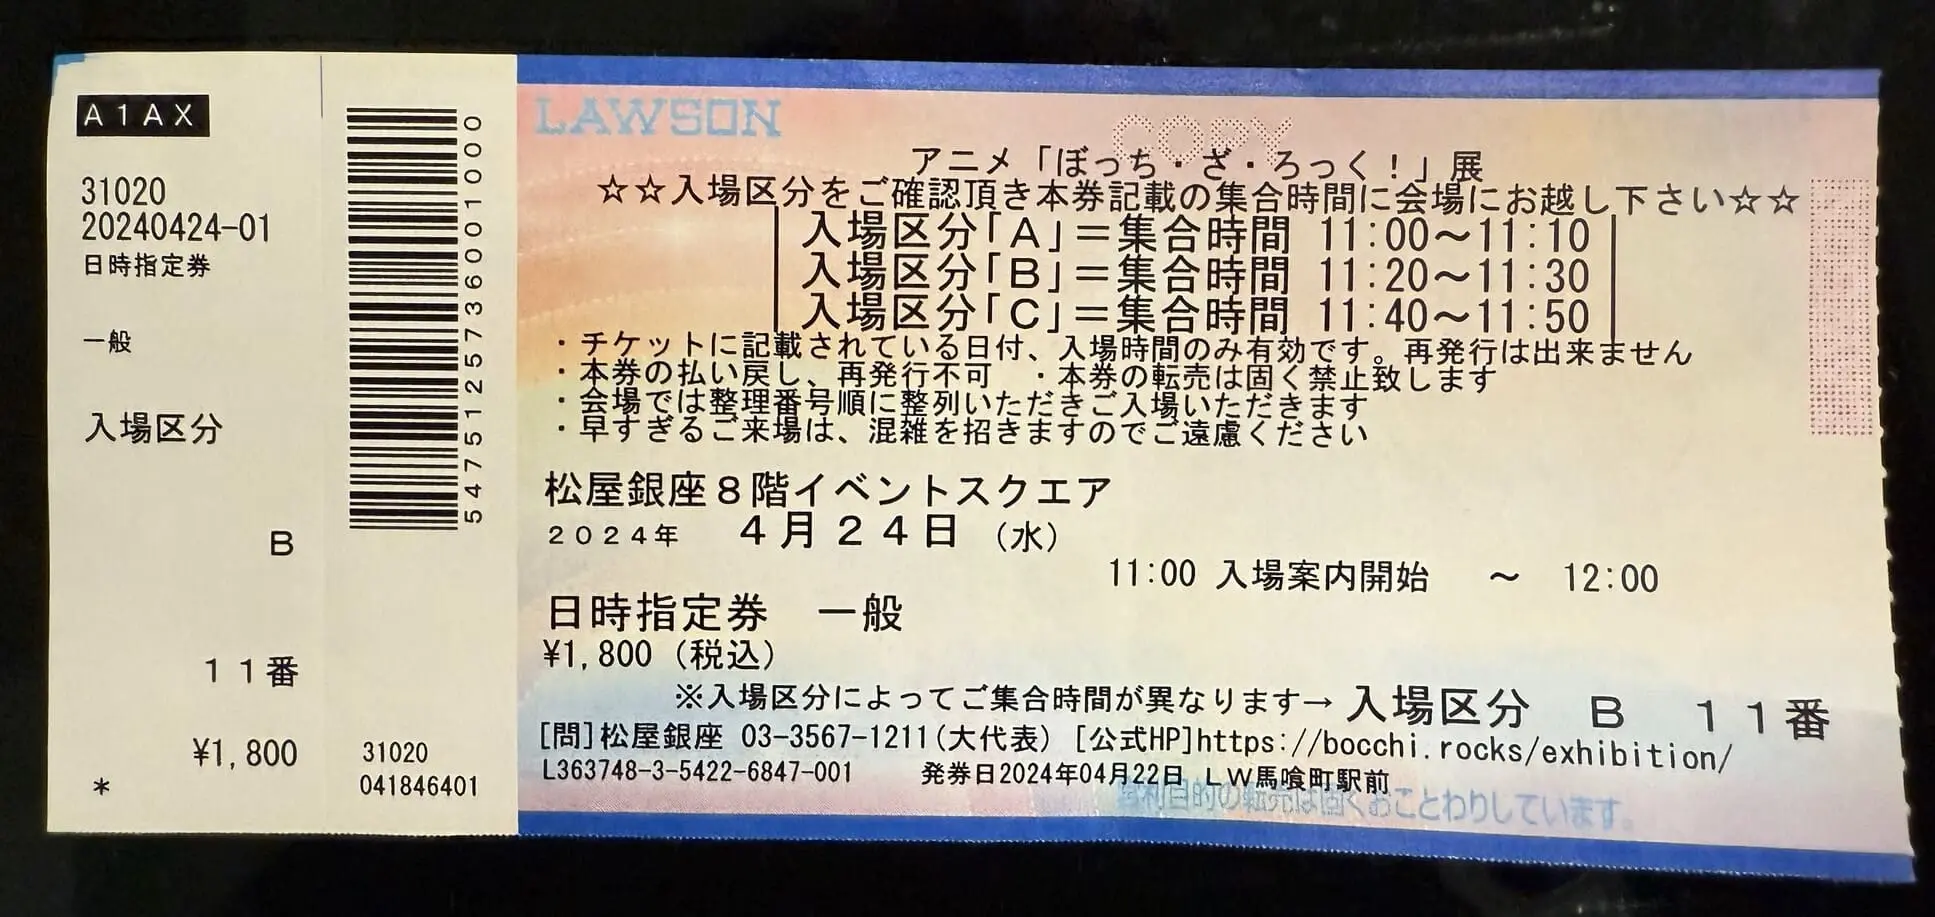 A1AX
31020
20240424-01
日時指定券
一般
入場区分
B
11番
¥1,800
*
5475125736001000
31020
041846401
LAWSON
COPY
アニメ「ぼっち・ざ・ろっく!」展
☆☆入場区分をご確認頂き本券記載の集合時間に会場にお越し下さい☆☆
入場区分「A」=集合時間 11:00~11:10
入場区分「B」=集合時間 11:20~11:30
入場区分「C」=集合時間 11:40~11:50
・チケットに記載されている日付、入場時間のみ有効です。再発行は出来ません
・本券の払い戻し、再発行不可 ・本券の転売は固く禁止致します
・会場では整理番号順に整列いただきご入場いただきます
・早すぎるご来場は、混雑を招きますのでご遠慮ください
松屋銀座8階イベントスクエア
2024年 4月24日 (水)
11:00 入場案内開始 ~ 12:00
日時指定券 一般
¥1,800 (税込)
※入場区分によってご集合時間が異なります→ 入場区分 B 11番
[問]松屋銀座 03-3567-1211(大代表) [公式HP]https://bocchi.rocks/exhibition/
L363748-3-5422-6847-001 発券日2024年04月22日 LW馬喰町駅前
営利目的の転売は固くおことわりしています。